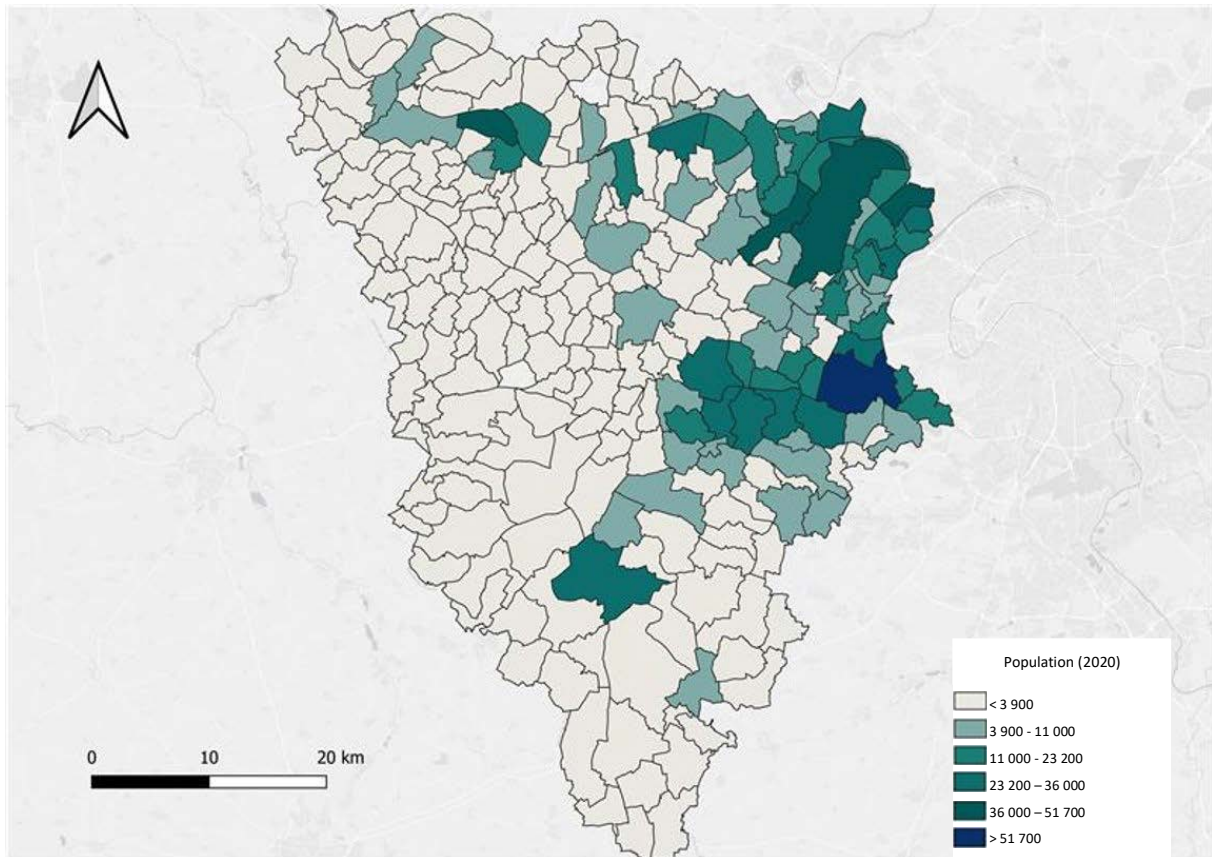 Population (2020)
< 3 900
3 900 - 11 000
11 000 - 23 200
23 200 – 36 000
36 000 – 51 700
> 51 700
0 10 20 km